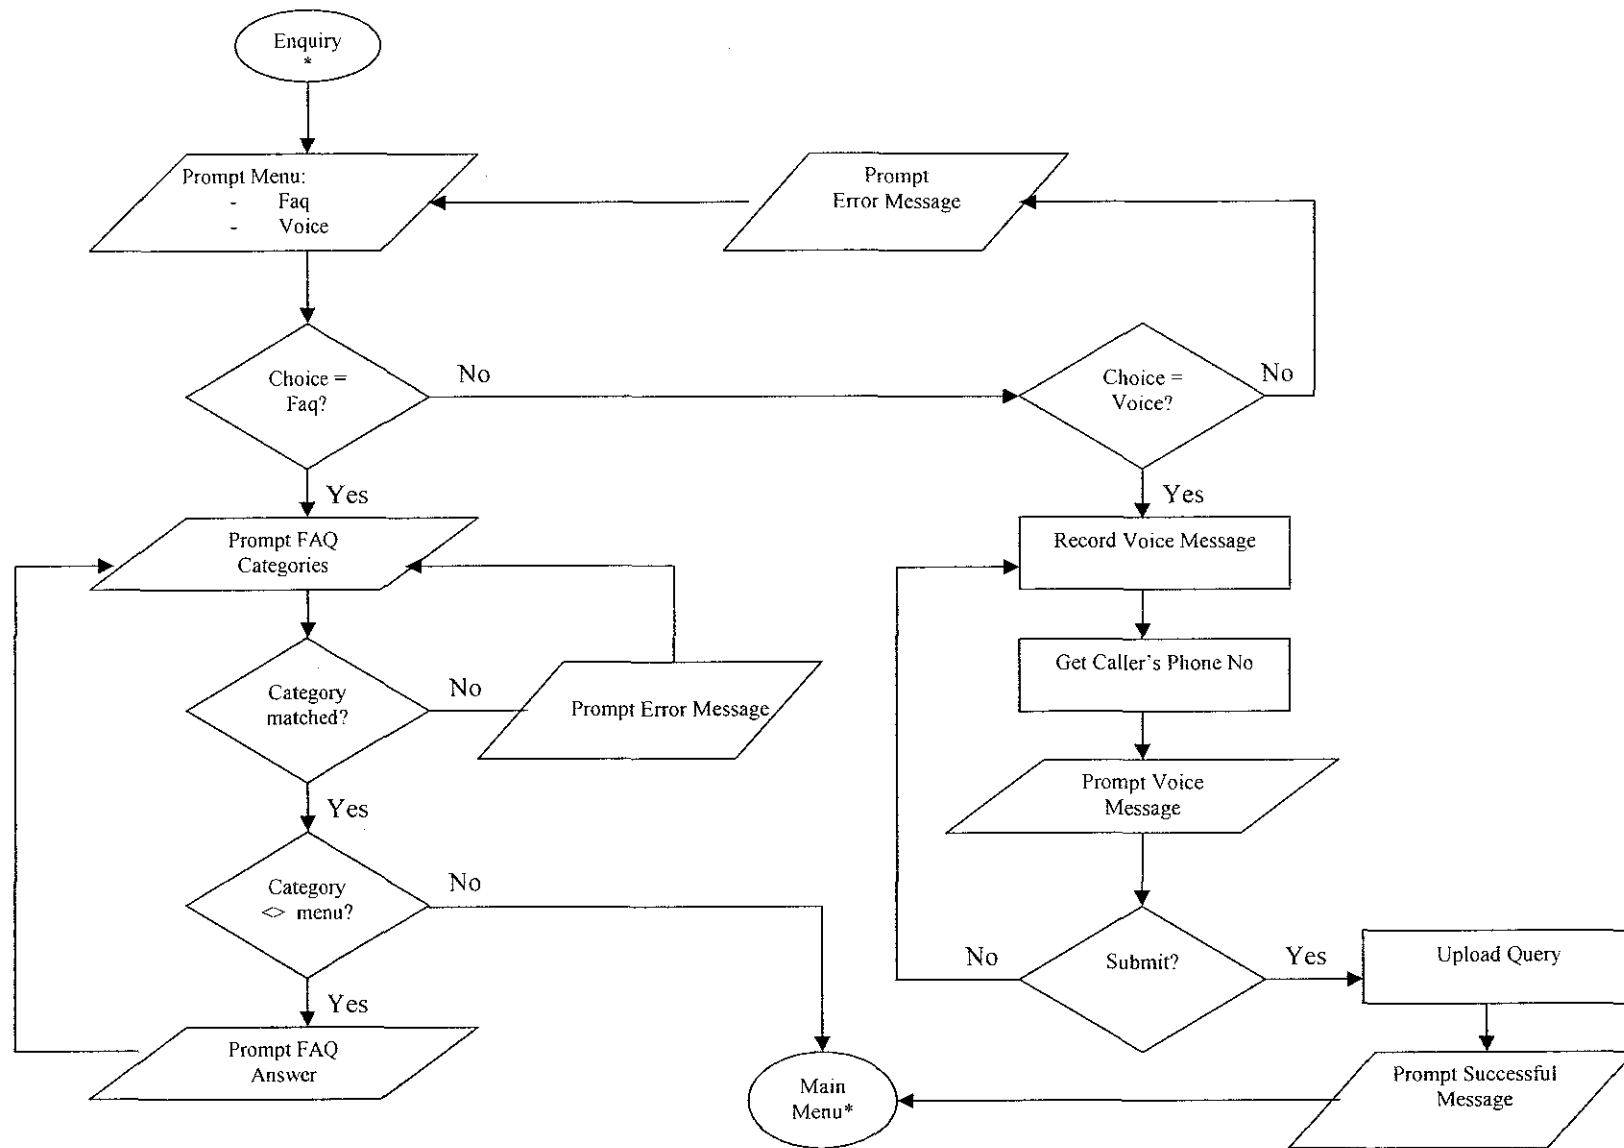 Enquiry
*
Prompt Menu:
- Faq
- Voice
Prompt
Error Message
Choice =
Faq?
No
Choice =
Voice?
No
Yes
Yes
Prompt FAQ
Categories
Record Voice Message
Get Caller's Phone No
Category
matched?
No
Prompt Error Message
Prompt Voice
Message
Yes
Category
<> menu?
No
No
Submit?
Yes
Upload Query
Yes
Prompt FAQ
Answer
Main
Menu*
Prompt Successful
Message